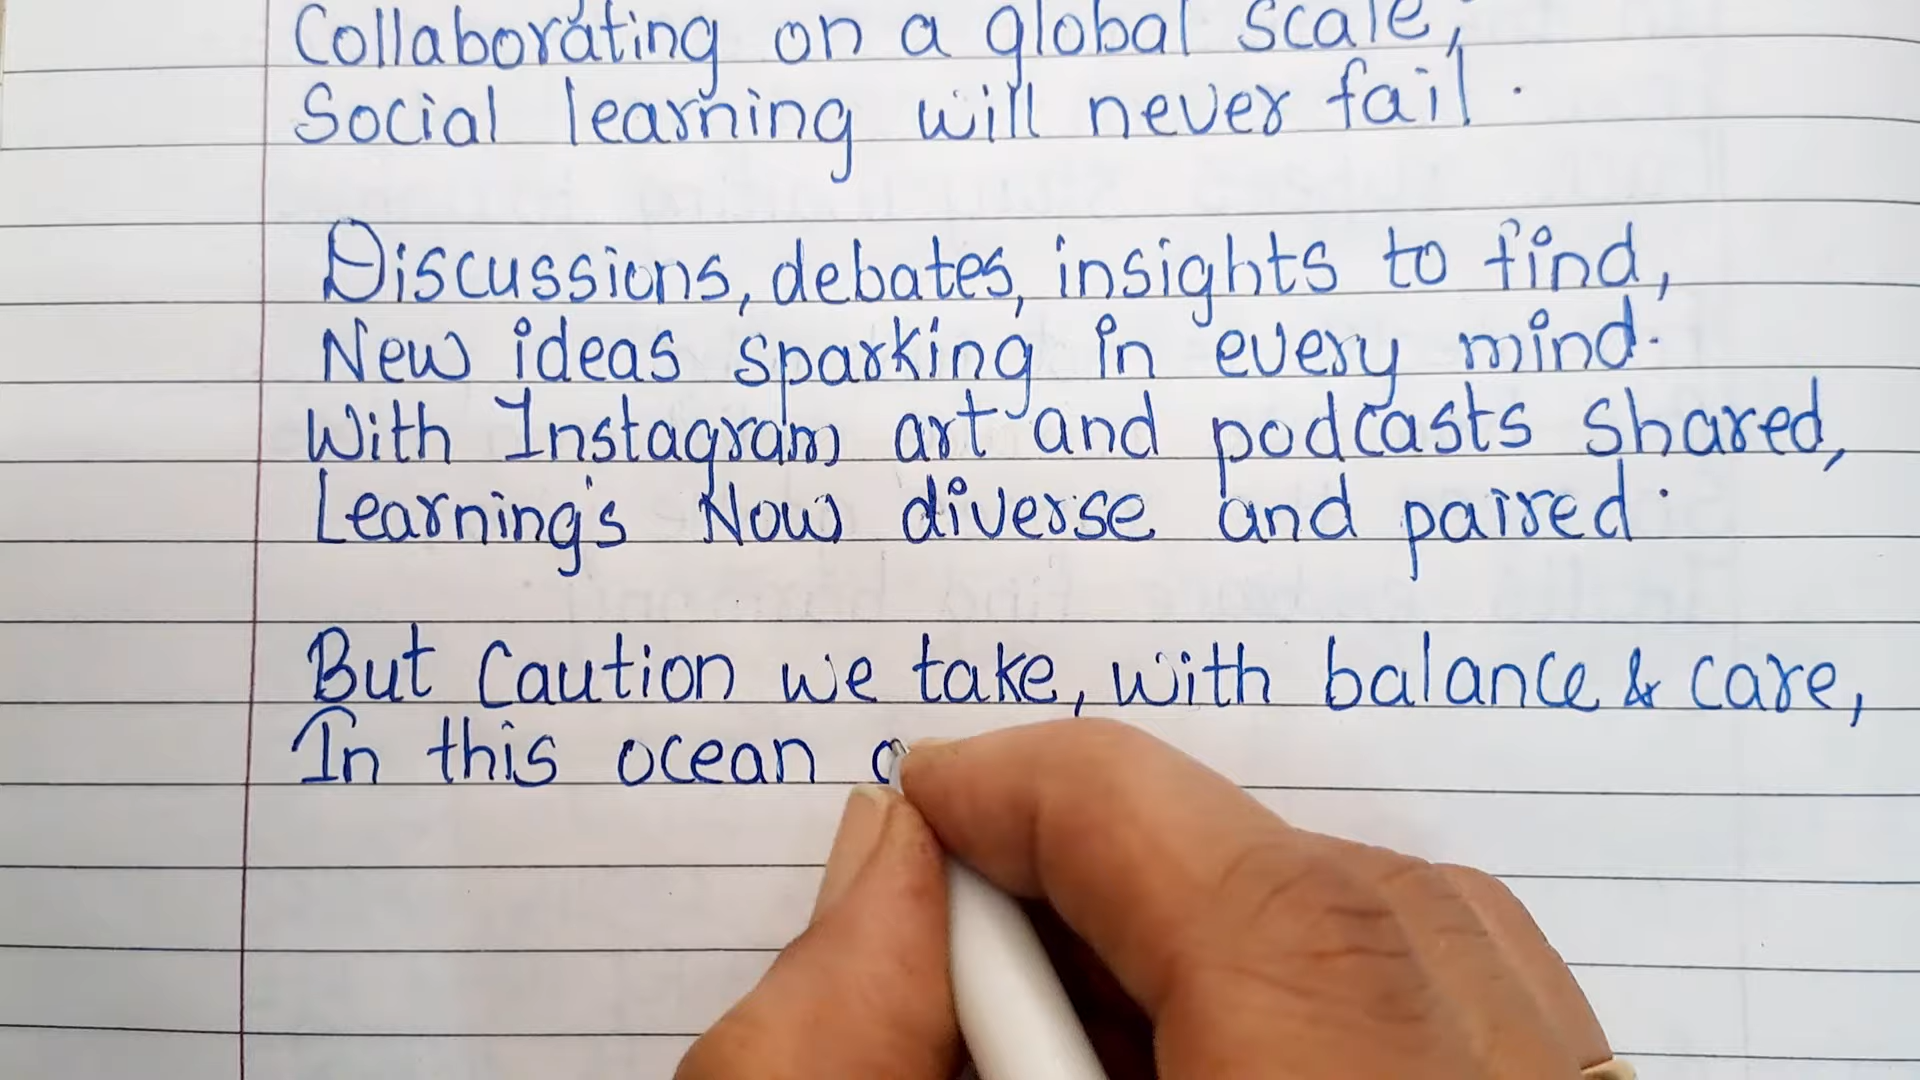 Collaborating on a global scale,
Social learning will never fail.
Discussions, debates, insights to find,
New ideas sparking in every mind.
With Instagram art and podcasts shared,
Learning's Now diverse and paired.
But Caution we take, with balance & care,
In this ocean o